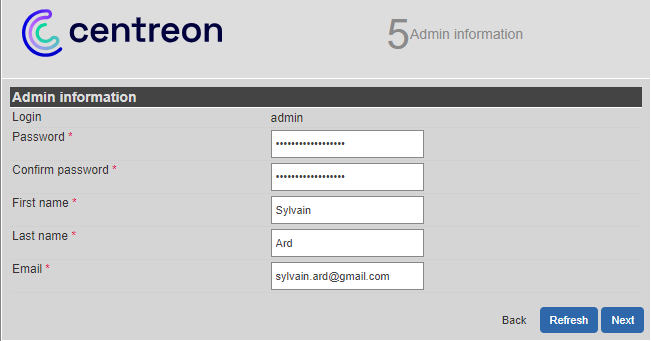 centreon
5 Admin information
Admin information
Login admin
Password * ••••••••••••••••••
Confirm password * ••••••••••••••••••
First name * Sylvain
Last name * Ard
Email * sylvain.ard@gmail.com
Back Refresh Next